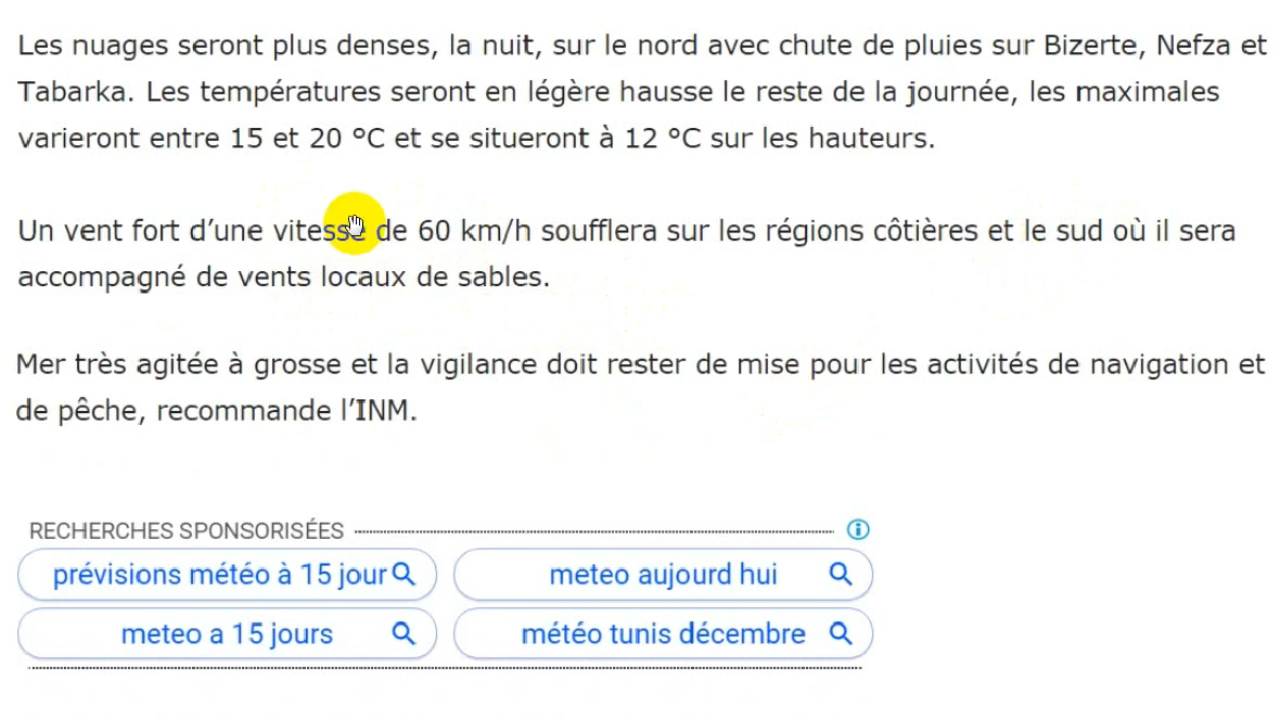 Les nuages seront plus denses, la nuit, sur le nord avec chute de pluies sur Bizerte, Nefza et
Tabarka. Les températures seront en légère hausse le reste de la journée, les maximales
varieront entre 15 et 20 °C et se situeront à 12 °C sur les hauteurs.
Un vent fort d’une vitesse de 60 km/h soufflera sur les régions côtières et le sud où il sera
accompagné de vents locaux de sables.
Mer très agitée à grosse et la vigilance doit rester de mise pour les activités de navigation et
de pêche, recommande l’INM.
RECHERCHES SPONSORISÉES
prévisions météo à 15 jour
meteo aujourd hui
meteo a 15 jours
météo tunis décembre